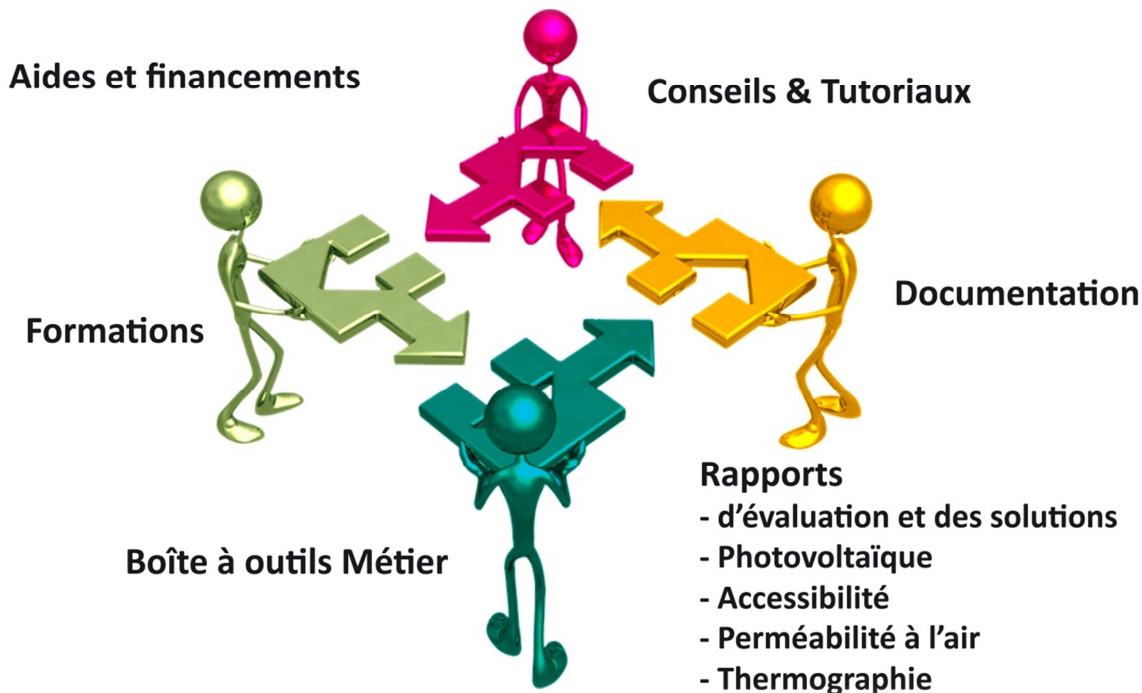 Aides et financements
Conseils & Tutoriaux
Documentation
Formations
Rapports
- d’évaluation et des solutions
- Photovoltaïque
- Accessibilité
- Perméabilité à l’air
- Thermographie
Boîte à outils Métier